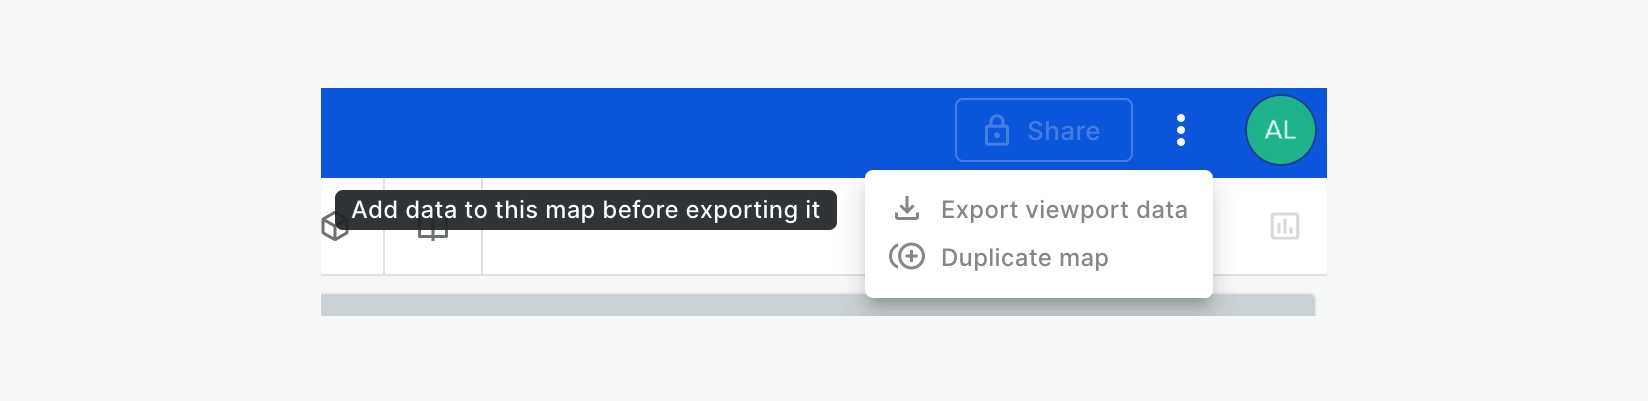 Share
AL
Add data to this map before exporting it
Export viewport data
Duplicate map